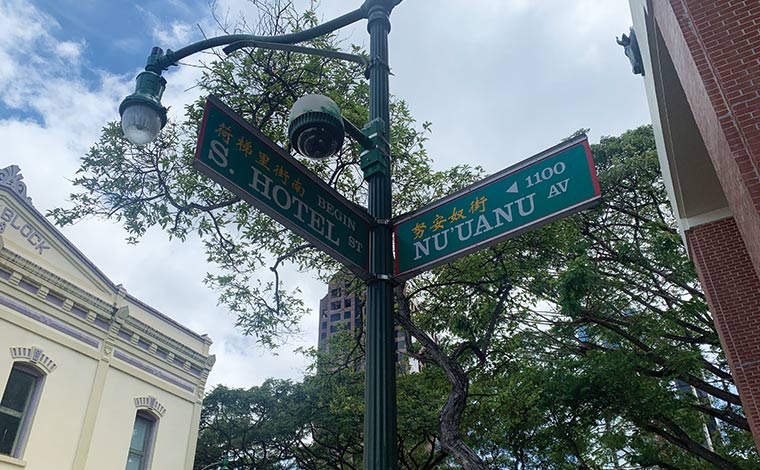 荷梯里街南 BEGIN
S. HOTEL ST
◄ 1100
努安奴街 AV
NU'UANU
BLOCK